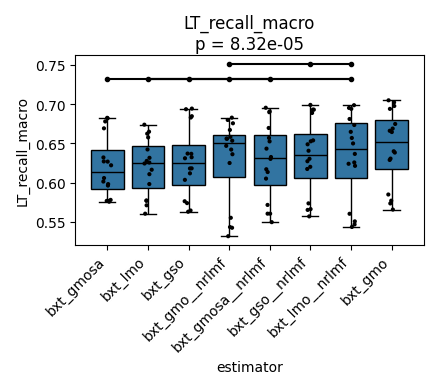 LT_recall_macro
p = 8.32e-05
LT_recall_macro
0.75
0.70
0.65
0.60
0.55
bxt_gmosa
bxt_lmo
bxt_gso
bxt_gmo__nrlmf
bxt_gmosa__nrlmf
bxt_gso__nrlmf
bxt_lmo__nrlmf
bxt_gmo
estimator